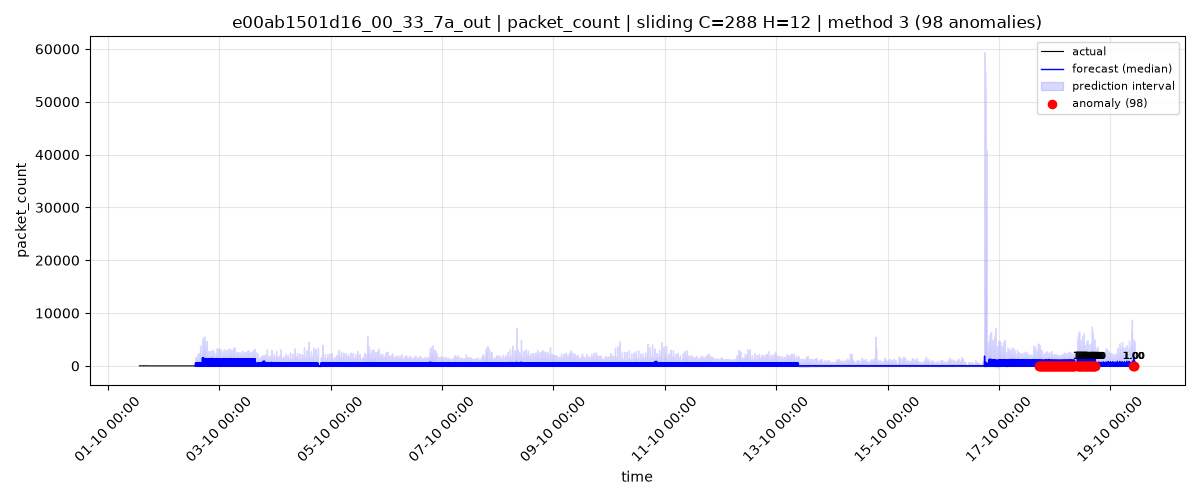 e00ab1501d16_00_33_7a_out | packet_count | sliding C=288 H=12 | method 3 (98 anomalies)
actual
forecast (median)
prediction interval
anomaly (98)
packet_count
60000
50000
40000
30000
20000
10000
0
1.00
01-10 00:00
03-10 00:00
05-10 00:00
07-10 00:00
09-10 00:00
11-10 00:00
13-10 00:00
15-10 00:00
17-10 00:00
19-10 00:00
time